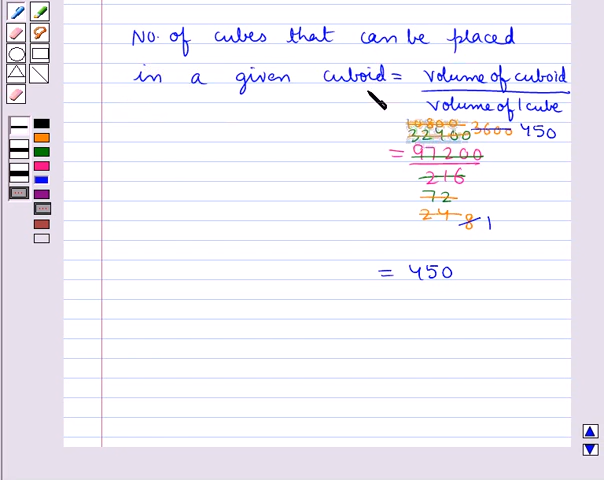 No. of cubes that can be placed
in a given cuboid = volume of cuboid
volume of 1 cube
10800
32400 3600 450
= 97200
216
72
24 8 1
= 450